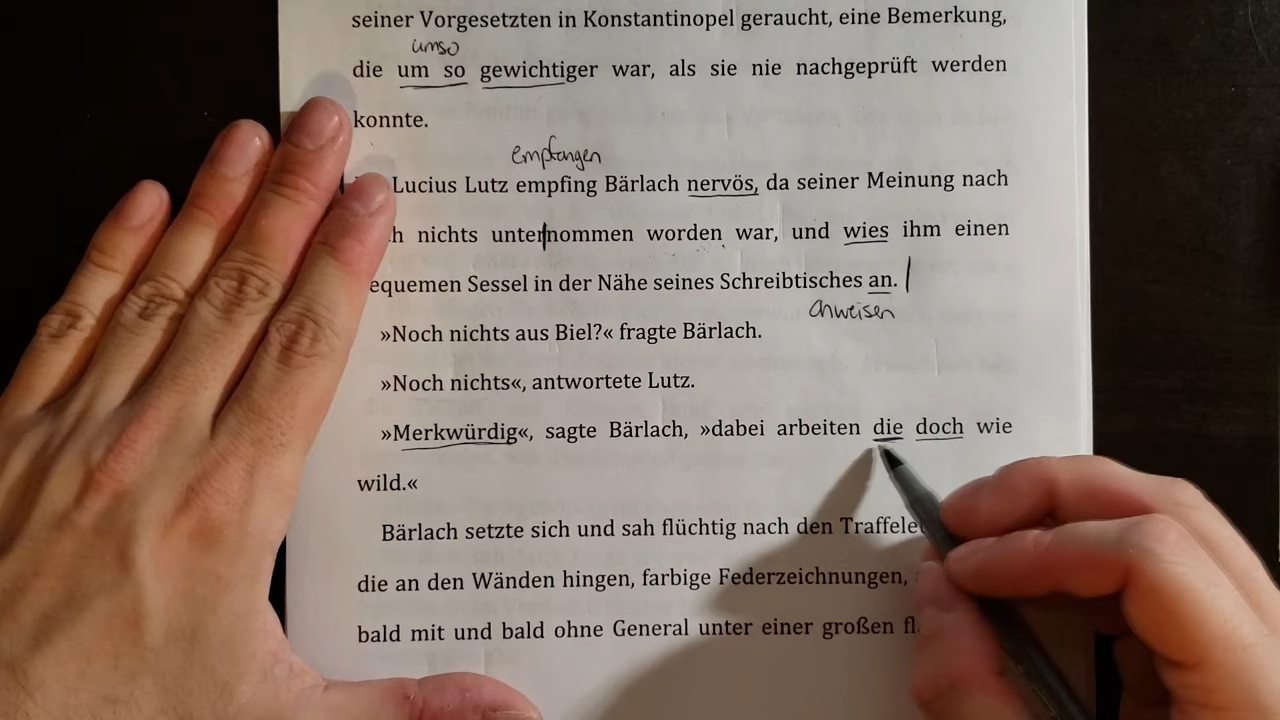 seiner Vorgesetzten in Konstantinopel geraucht, eine Bemerkung,
umso
die um so gewichtiger war, als sie nie nachgeprüft werden
konnte.
empfangen
Lucius Lutz empfing Bärlach nervös, da seiner Meinung nach
nichts unternommen worden war, und wies ihm einen
equemen Sessel in der Nähe seines Schreibtisches an.
anweisen
»Noch nichts aus Biel?« fragte Bärlach.
»Noch nichts«, antwortete Lutz.
»Merkwürdig«, sagte Bärlach, »dabei arbeiten die doch wie
wild.«
Bärlach setzte sich und sah flüchtig nach den
die an den Wänden hingen, farbige Federzeichnungen,
bald mit und bald ohne General unter einer großen